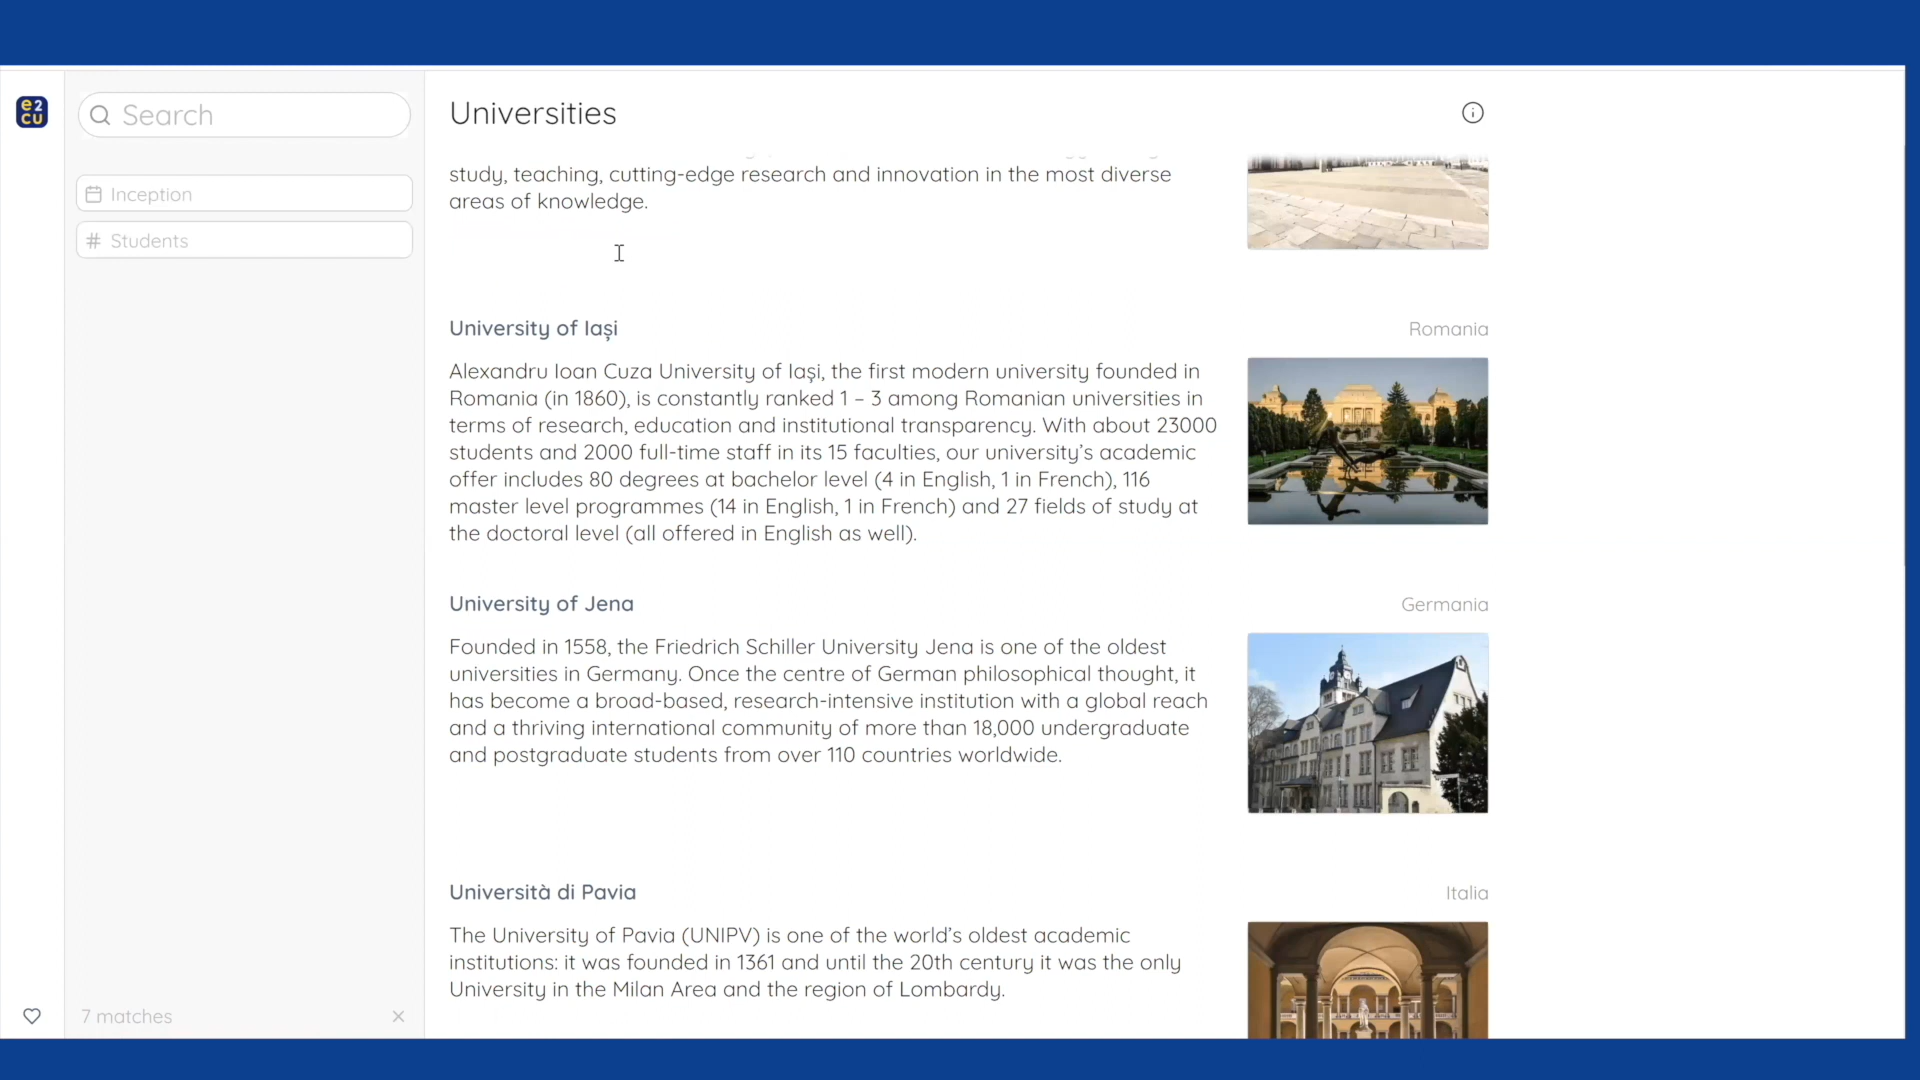 e2
cu
Search
Inception
Students
7 matches
Universities
study, teaching, cutting-edge research and innovation in the most diverse
areas of knowledge.
University of Iași
Romania
Alexandru Ioan Cuza University of Iași, the first modern university founded in
Romania (in 1860), is constantly ranked 1 – 3 among Romanian universities in
terms of research, education and institutional transparency. With about 23000
students and 2000 full-time staff in its 15 faculties, our university’s academic
offer includes 80 degrees at bachelor level (4 in English, 1 in French), 116
master level programmes (14 in English, 1 in French) and 27 fields of study at
the doctoral level (all offered in English as well).
University of Jena
Germania
Founded in 1558, the Friedrich Schiller University Jena is one of the oldest
universities in Germany. Once the centre of German philosophical thought, it
has become a broad-based, research-intensive institution with a global reach
and a thriving international community of more than 18,000 undergraduate
and postgraduate students from over 110 countries worldwide.
Università di Pavia
Italia
The University of Pavia (UNIPV) is one of the world’s oldest academic
institutions: it was founded in 1361 and until the 20th century it was the only
University in the Milan Area and the region of Lombardy.